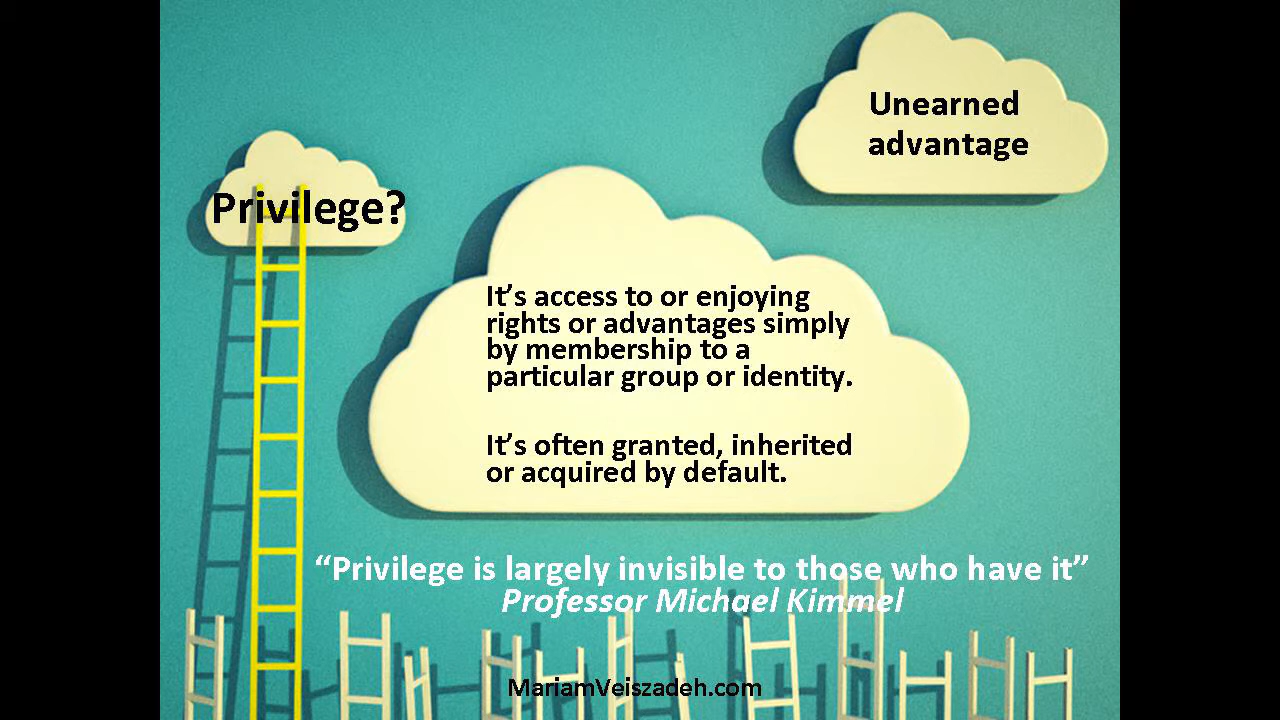 Unearned
advantage
Privilege?
It’s access to or enjoying
rights or advantages simply
by membership to a
particular group or identity.
It’s often granted, inherited
or acquired by default.
“Privilege is largely invisible to those who have it”
Professor Michael Kimmel
MariamVeiszadeh.com